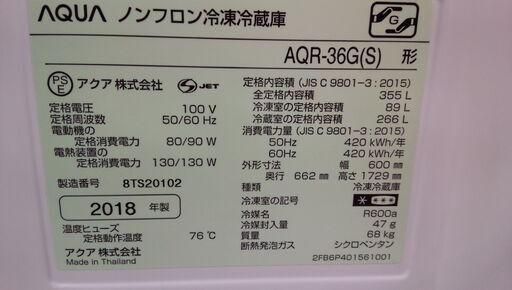 AQUA ノンフロン冷凍冷蔵庫
G
AQR-36G(S) 形
PS E アクア株式会社 S JET
定格電圧 100 V
定格周波数 50/60 Hz
電動機の
定格消費電力 80/90 W
電熱装置の
定格消費電力 130/130 W
製造番号 8TS20102
2018 年製
温度ヒューズ
定格動作温度 76℃
アクア株式会社
Made in Thailand
定格内容積 (JIS C 9801-3 : 2015)
全定格内容積 355 L
冷凍室の定格内容積 89 L
冷蔵室の定格内容積 266 L
消費電力量 (JIS C 9801-3 : 2015)
50Hz 420 kWh/年
60Hz 420 kWh/年
外形寸法 幅 600 mm
奥行 662 mm 高さ 1729 mm
種類 冷凍冷蔵庫
冷凍室の記号
冷媒名 R600a
冷媒封入量 47 g
質量 68 kg
断熱発泡ガス シクロペンタン
2FB6P401561001